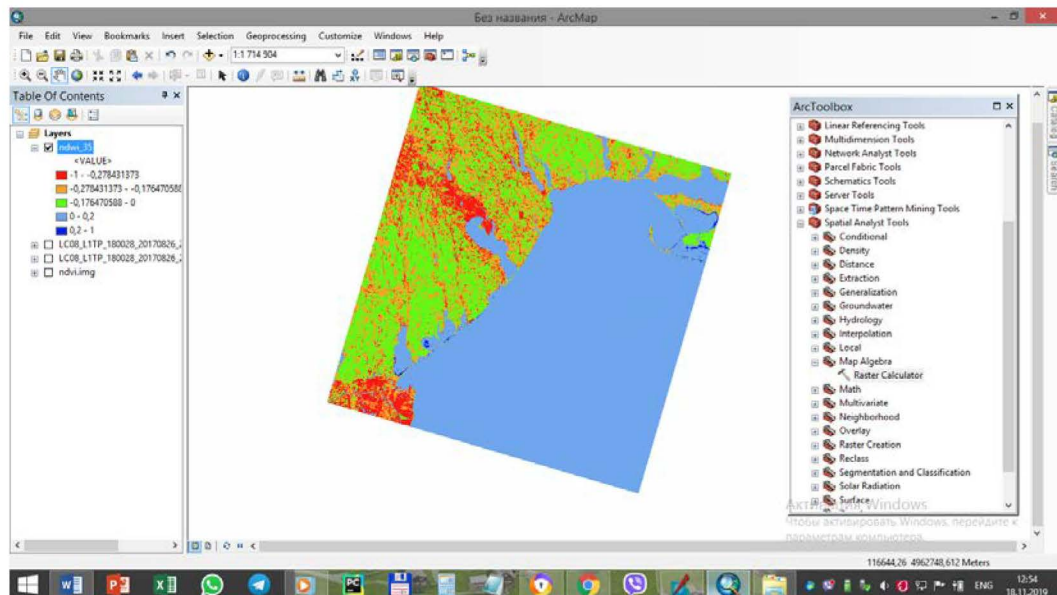 Без названия - ArcMap
File Edit View Bookmarks Insert Selection Geoprocessing Customize Windows Help
1:1 714 904
Table Of Contents
Layers
ndwi_35
<VALUE>
-1 - -0,278431373
-0,278431373 - -0,176470588
-0,176470588 - 0
0 - 0,2
0,2 - 1
LC08_L1TP_180028_20170826_
LC08_L1TP_180028_20170826_
ndvi.img
ArcToolbox
Linear Referencing Tools
Multidimension Tools
Network Analyst Tools
Parcel Fabric Tools
Schematics Tools
Server Tools
Space Time Pattern Mining Tools
Spatial Analyst Tools
Conditional
Density
Distance
Extraction
Generalization
Groundwater
Hydrology
Interpolation
Local
Map Algebra
Raster Calculator
Math
Multivariate
Neighborhood
Overlay
Raster Creation
Reclass
Segmentation and Classification
Solar Radiation
Surface
Search
Активация Windows
Чтобы активировать Windows, перейдите к
параметрам компьютера.
116644,26 4962748,612 Meters
ENG
12:54
18.11.2019